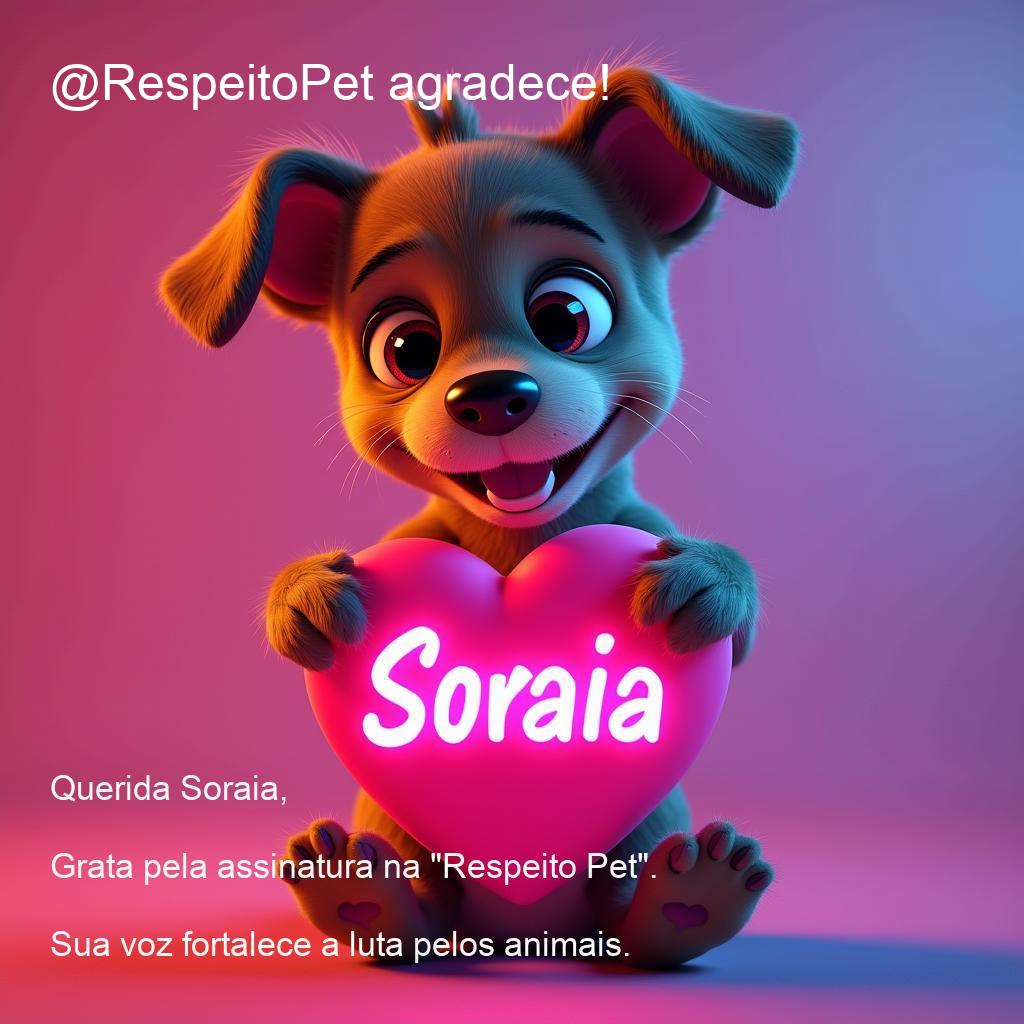 @RespeitoPet agradece!
Soraia
Querida Soraia,
Grata pela assinatura na "Respeito Pet".
Sua voz fortalece a luta pelos animais.